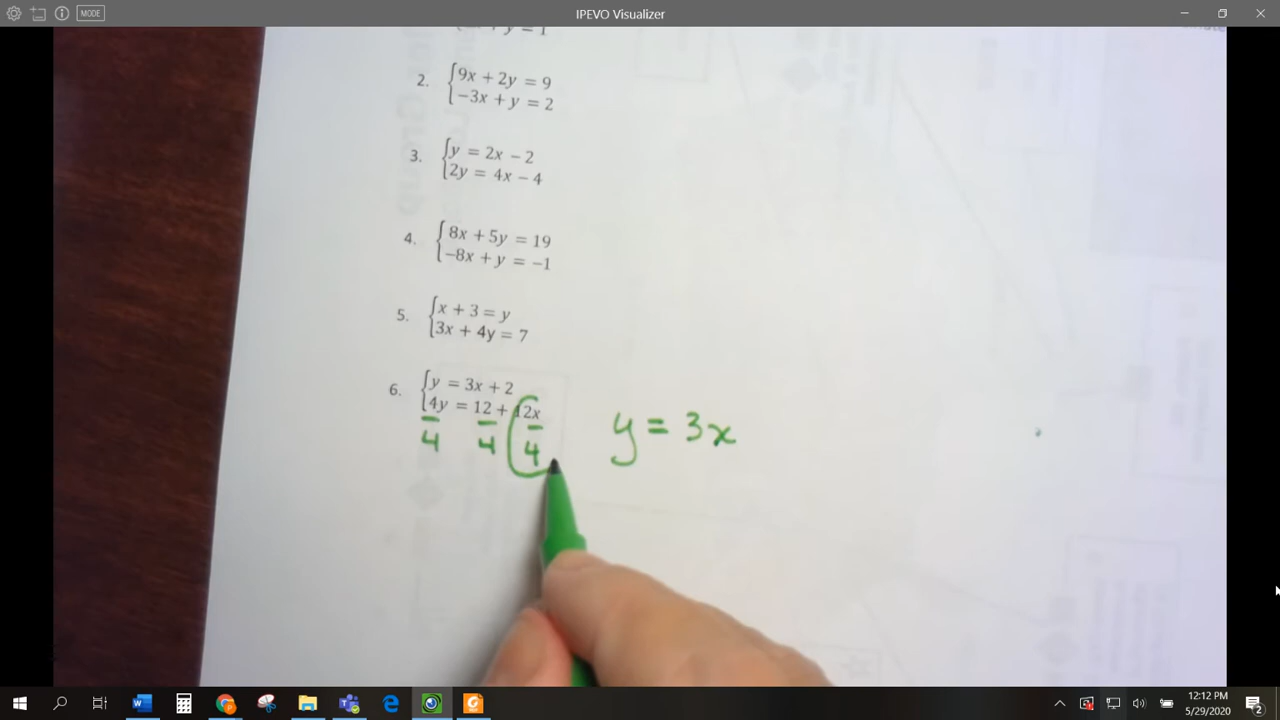 MODE
IPEVO Visualizer
2. 9x + 2y = 9
-3x + y = 2
3. y = 2x - 2
2y = 4x - 4
4. 8x + 5y = 19
-8x + y = -1
5. x + 3 = y
3x + 4y = 7
6. y = 3x + 2
4y = 12 + 12x
4 4 4
y = 3x
12:12 PM
5/29/2020
2